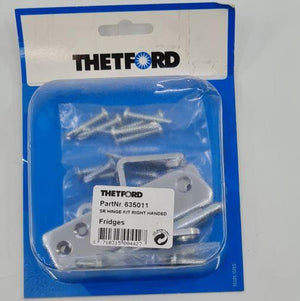 THETFORD
THETFORD
PartNr. 635011
SR HINGE KIT RIGHT HANDED
Fridges